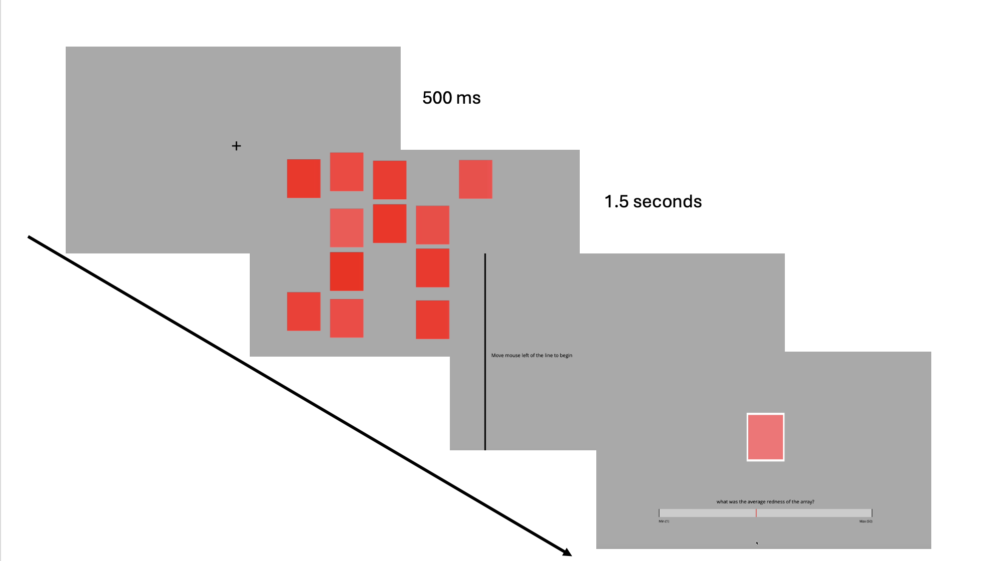 500 ms
+
1.5 seconds
Move mouse left of the line to begin
what was the average redness of the array?
Min (1)
Max (50)